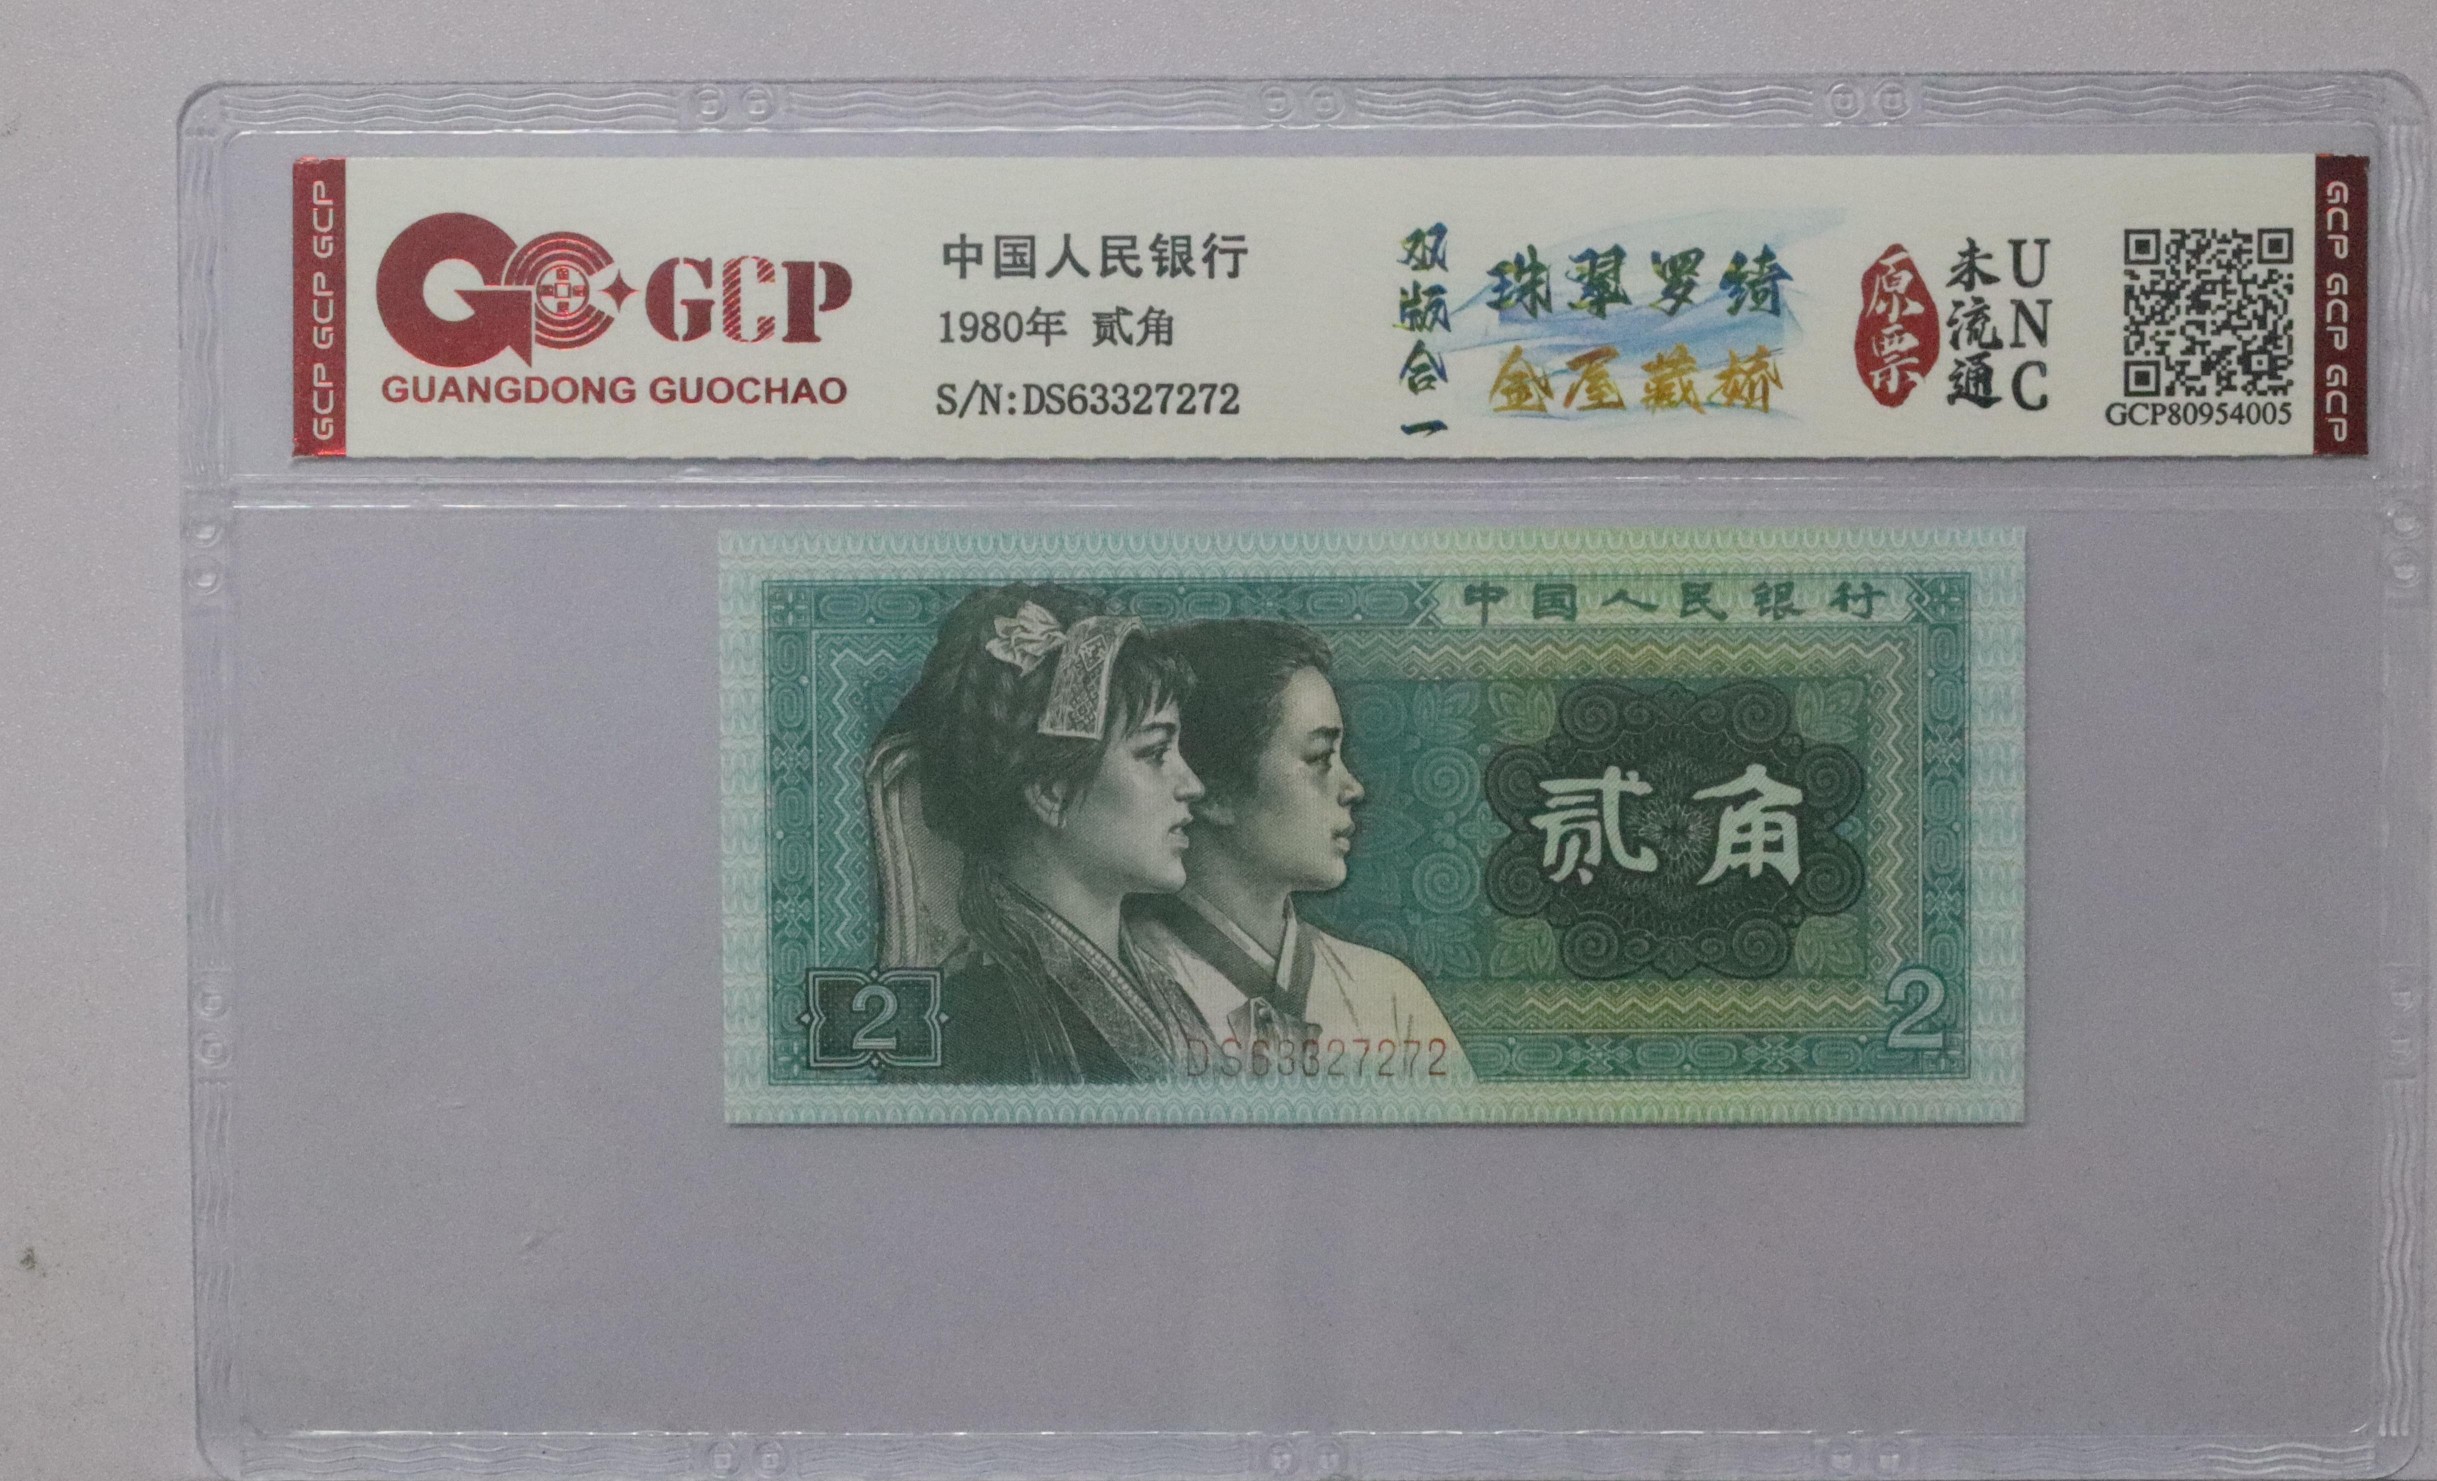 GCP GCP GCP
GCP
GUANGDONG GUOCHAO
中国人民银行
1980年 贰角
S/N:DS63327272
双版合一
珠翠罗绮
金屋藏娇
原票
未流通
UNC
GCP80954005
GCP GCP GCP
中国人民银行
贰角
2
2
DS63327272